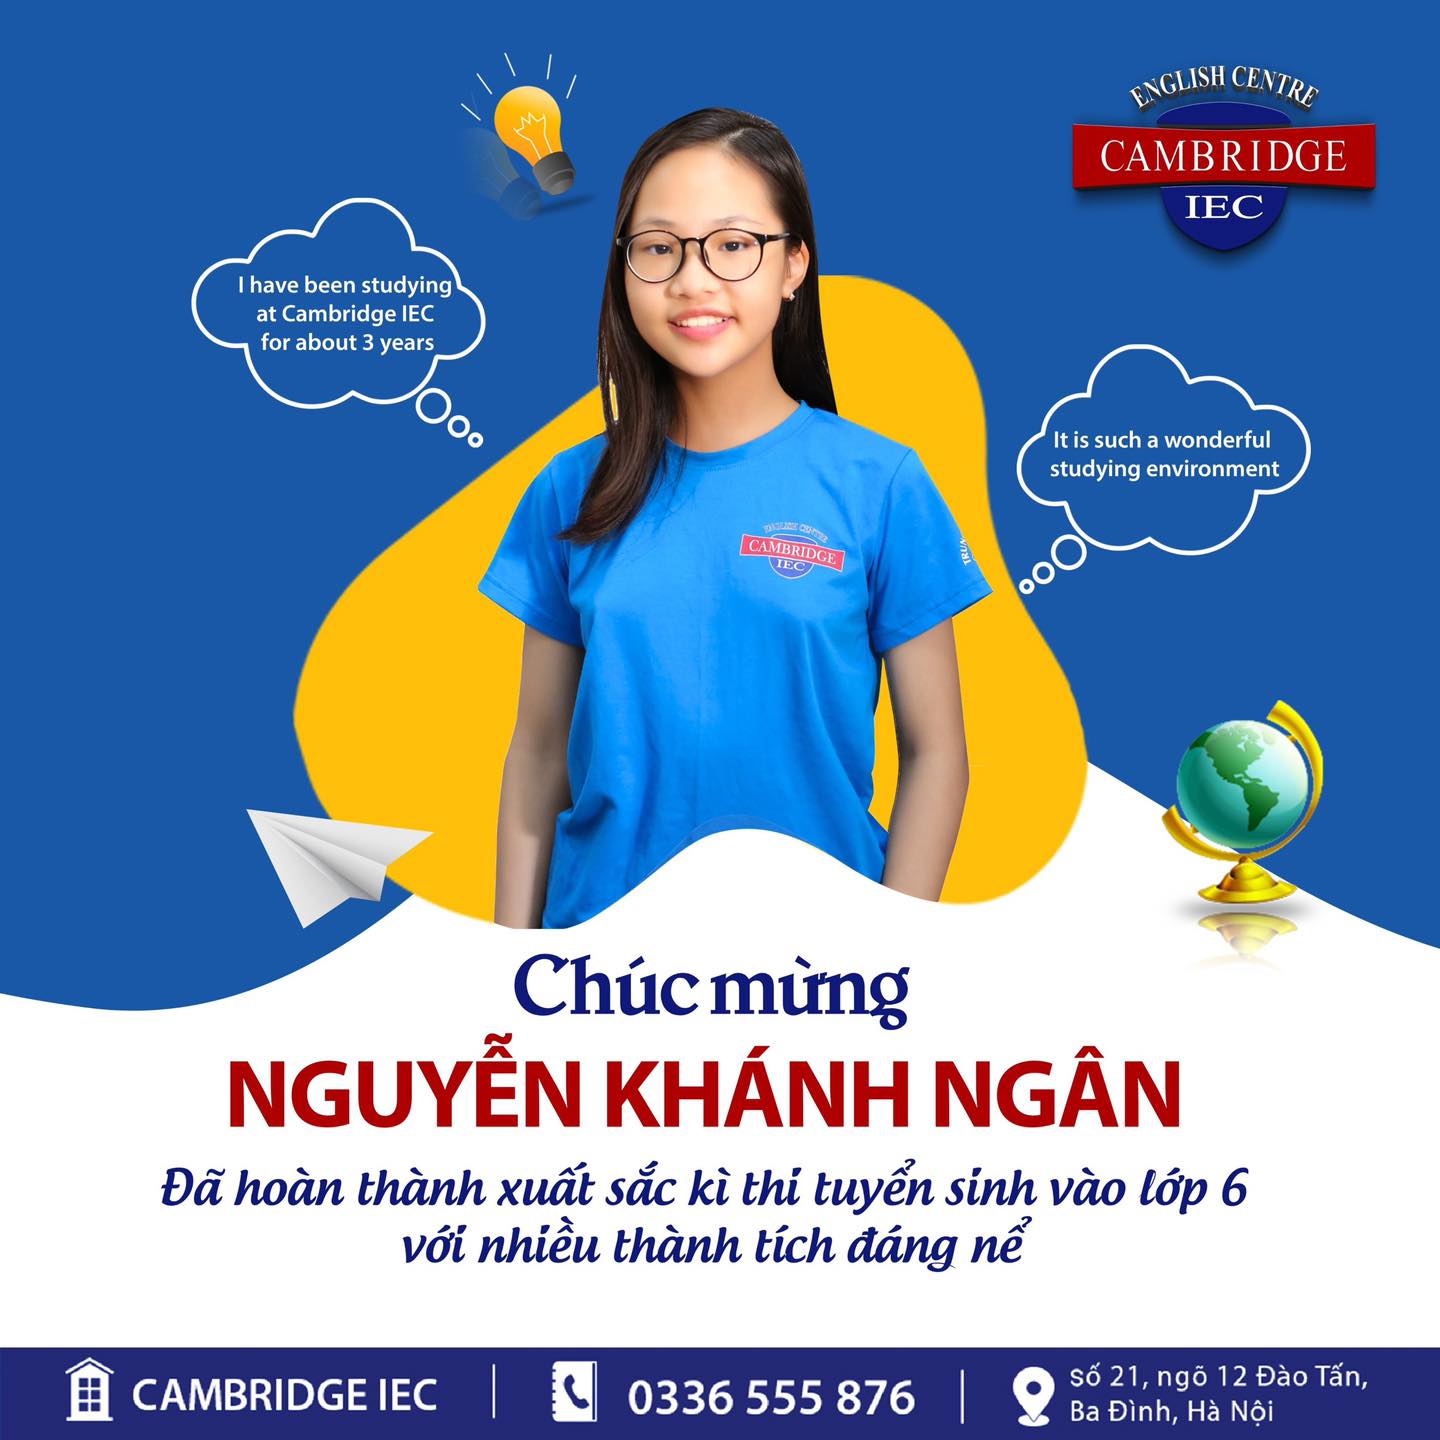 ENGLISH CENTRE
CAMBRIDGE
IEC
I have been studying
at Cambridge IEC
for about 3 years
It is such a wonderful
studying environment
ENGLISH CENTRE
CAMBRIDGE
IEC
Chúc mừng
NGUYỄN KHÁNH NGÂN
Đã hoàn thành xuất sắc kì thi tuyển sinh vào lớp 6
với nhiều thành tích đáng nể
CAMBRIDGE IEC
0336 555 876
Số 21, ngõ 12 Đào Tấn,
Ba Đình, Hà Nội